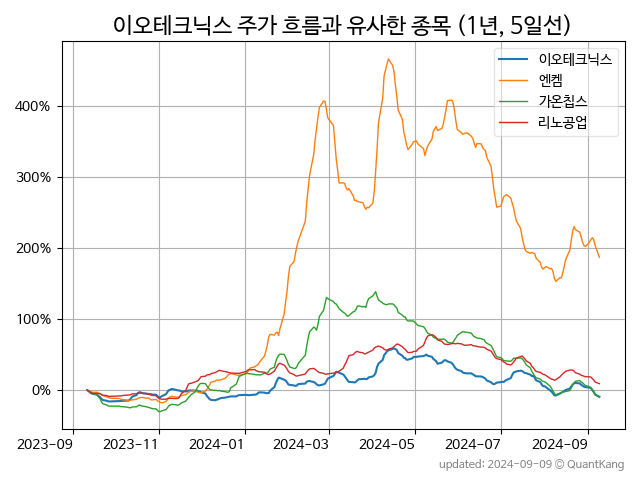 이오테크닉스 주가 흐름과 유사한 종목 (1년, 5일선)
이오테크닉스
엔켐
가온칩스
리노공업
400%
300%
200%
100%
0%
2023-09 2023-11 2024-01 2024-03 2024-05 2024-07 2024-09
updated: 2024-09-09 © QuantKang